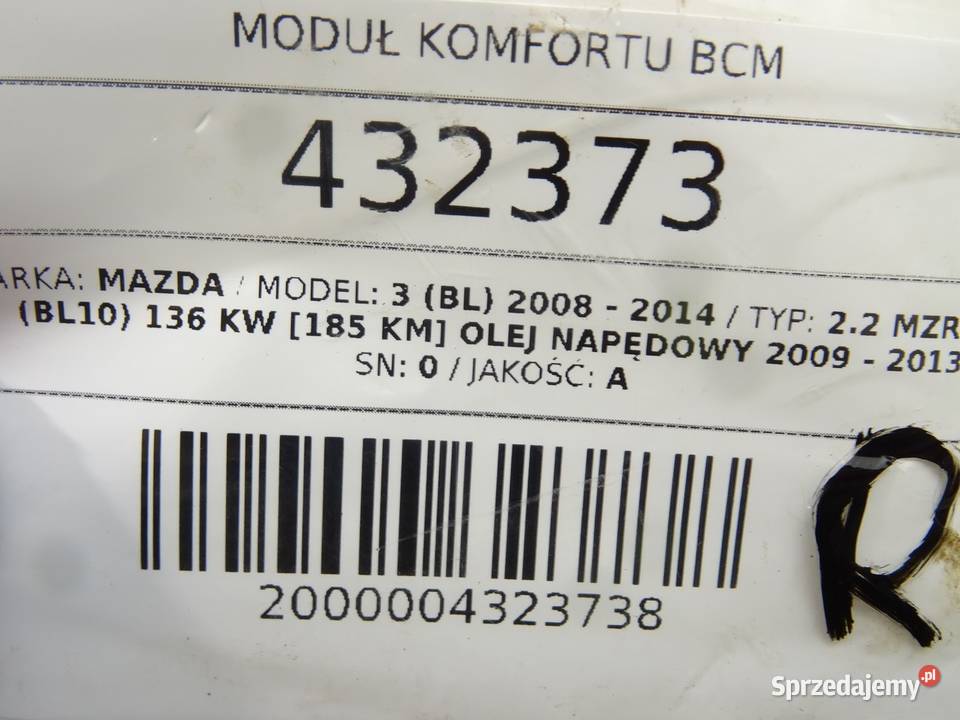 MODUŁ KOMFORTU BCM
432373
ARKA: MAZDA / MODEL: 3 (BL) 2008 - 2014 / TYP: 2.2 MZR
(BL10) 136 KW [185 KM] OLEJ NAPĘDOWY 2009 - 2013
SN: 0 / JAKOŚĆ: A
R
2000004323738
Sprzedajemy.pl